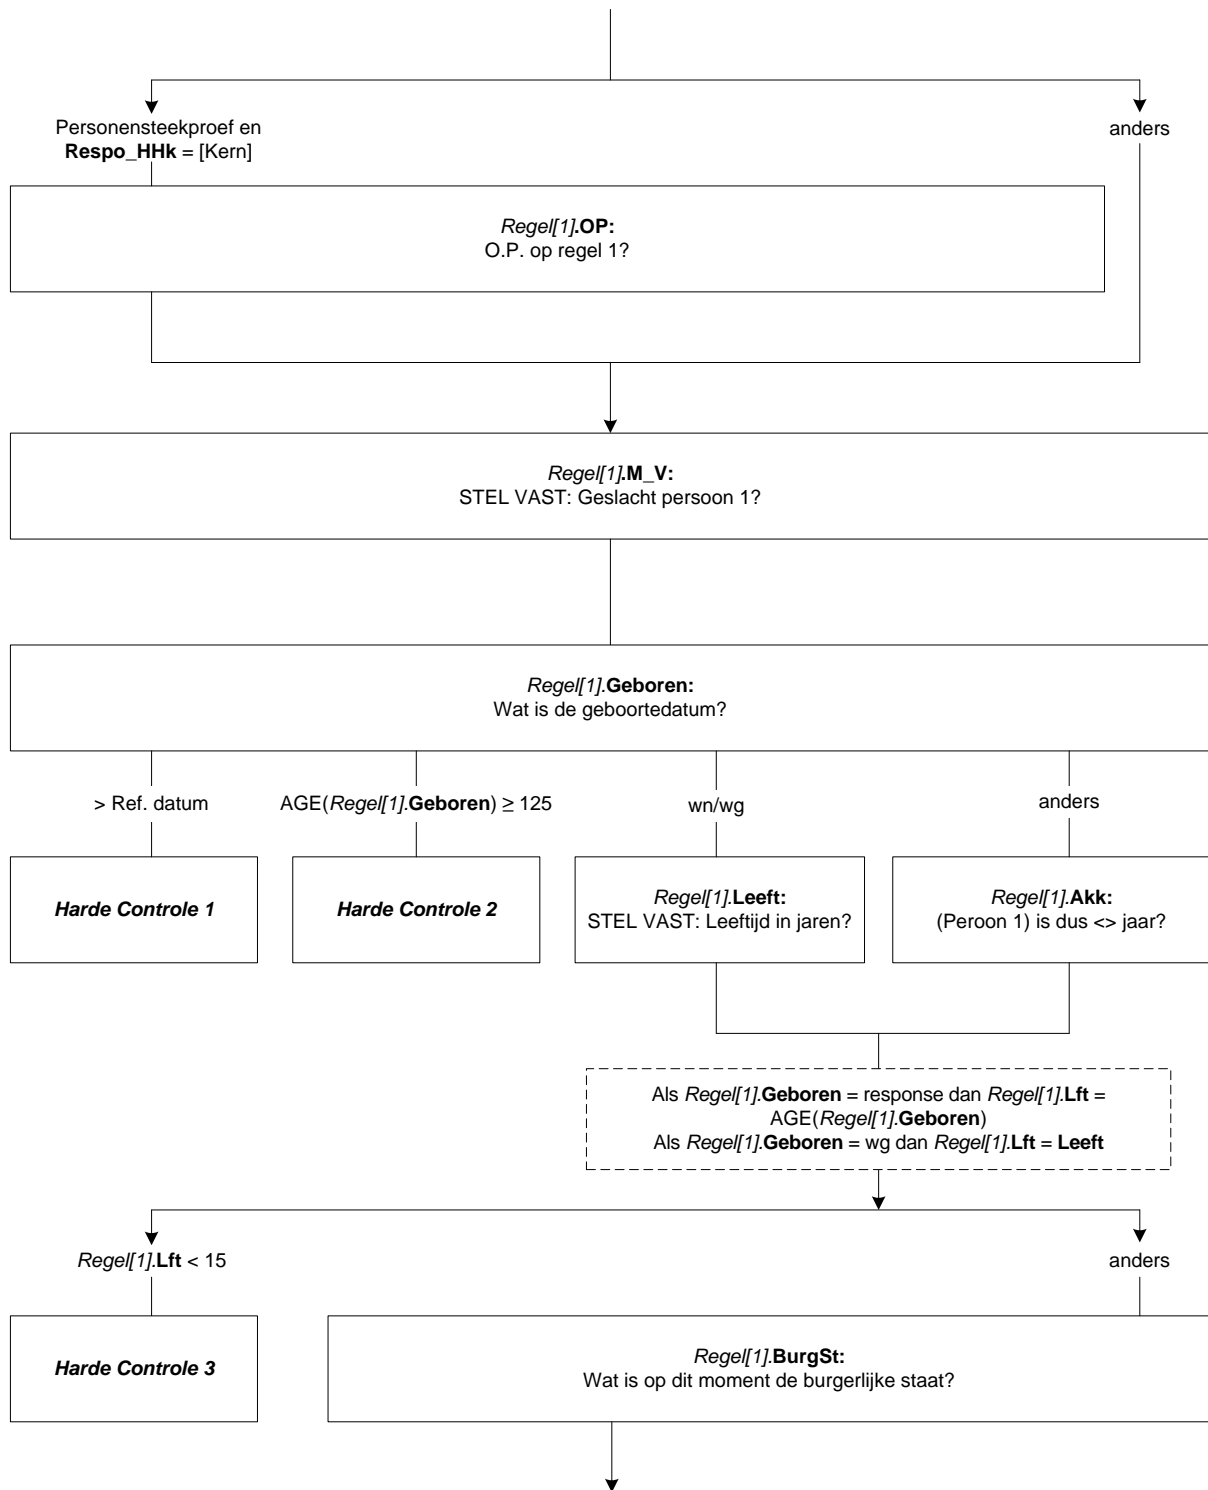 Personensteekproef en
Respo_HHk = [Kern]
anders
Regel[1].OP:
O.P. op regel 1?
Regel[1].M_V:
STEL VAST: Geslacht persoon 1?
Regel[1].Geboren:
Wat is de geboortedatum?
> Ref. datum
AGE(Regel[1].Geboren) ≥ 125
wn/wg
anders
Harde Controle 1
Harde Controle 2
Regel[1].Leeft:
STEL VAST: Leeftijd in jaren?
Regel[1].Akk:
(Peroon 1) is dus <> jaar?
Als Regel[1].Geboren = response dan Regel[1].Lft =
AGE(Regel[1].Geboren)
Als Regel[1].Geboren = wg dan Regel[1].Lft = Leeft
Regel[1].Lft < 15
anders
Harde Controle 3
Regel[1].BurgSt:
Wat is op dit moment de burgerlijke staat?